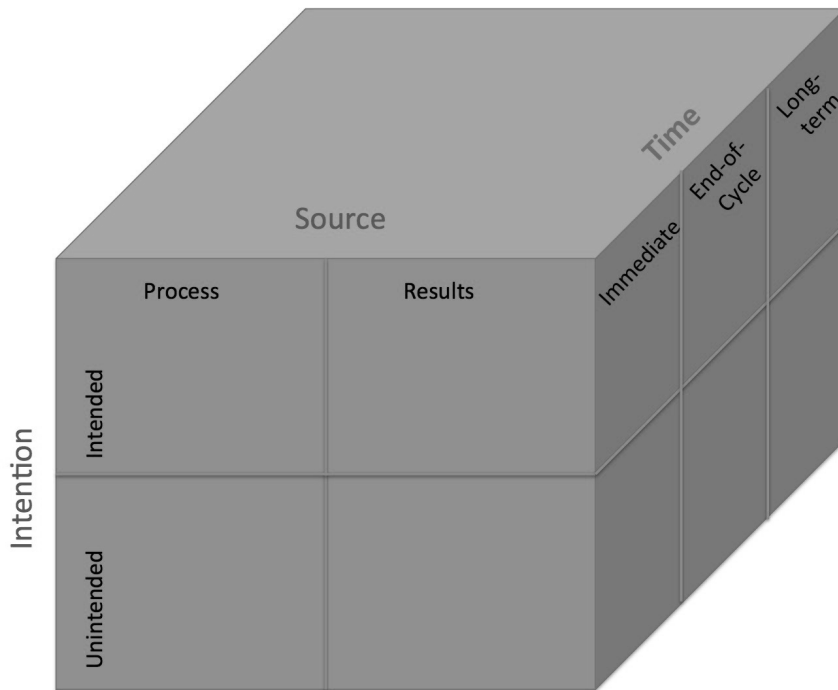 Source
Time
Process
Results
Immediate
End-of-
Cycle
Long-
term
Intention
Intended
Unintended